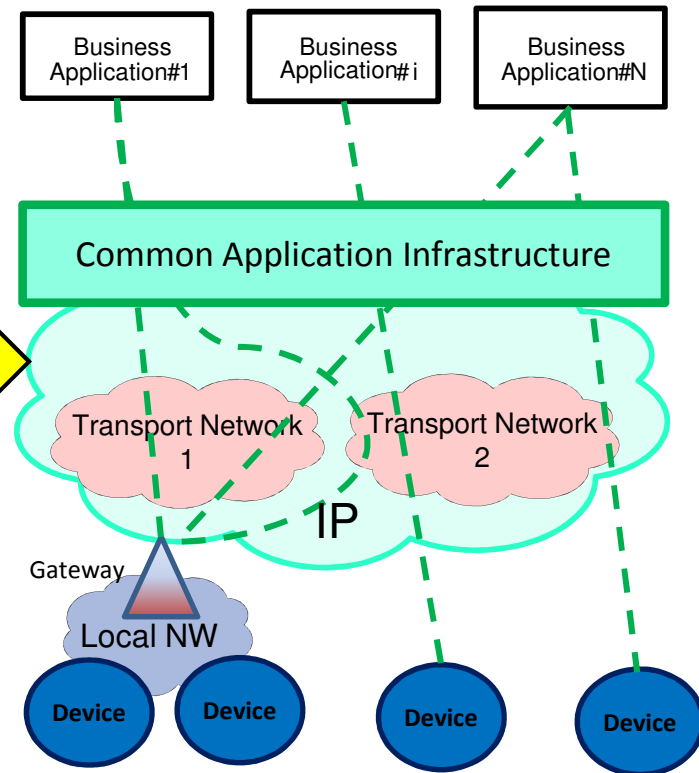 Business
Application#1
Business
Application#i
Business
Application#N
Common Application Infrastructure
Transport Network
1
Transport Network
2
IP
Gateway
Local NW
Device
Device
Device
Device